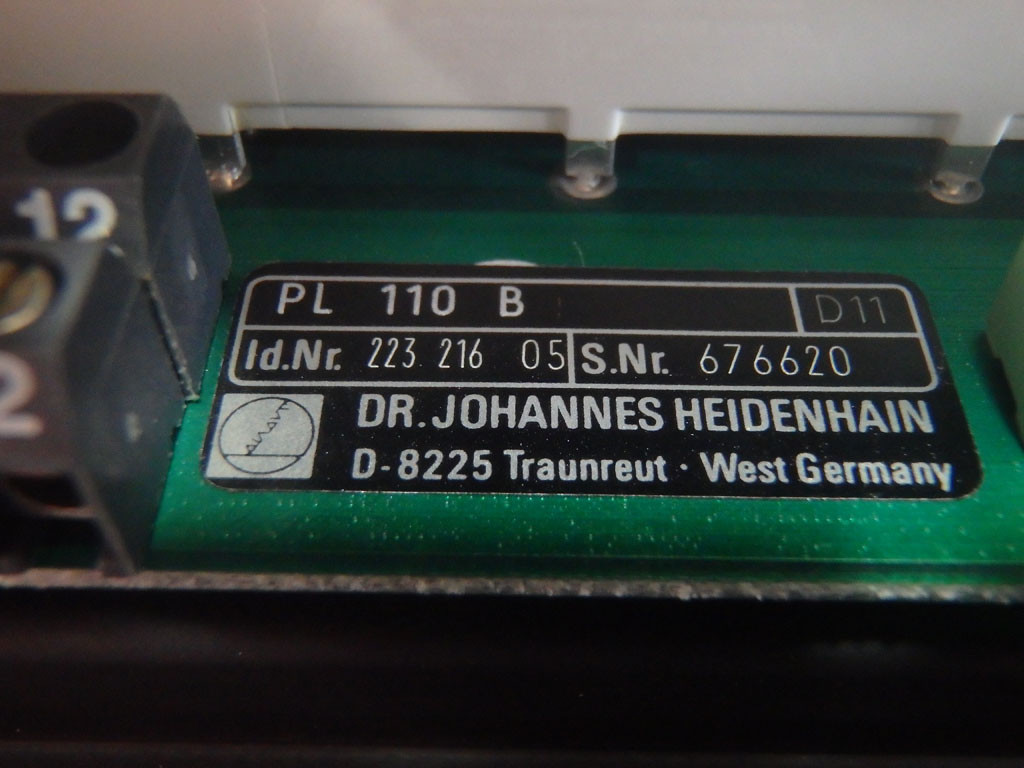 12
2
PL 110 B D11
Id.Nr. 223 216 05 S.Nr. 676620
DR. JOHANNES HEIDENHAIN
D-8225 Traunreut · West Germany